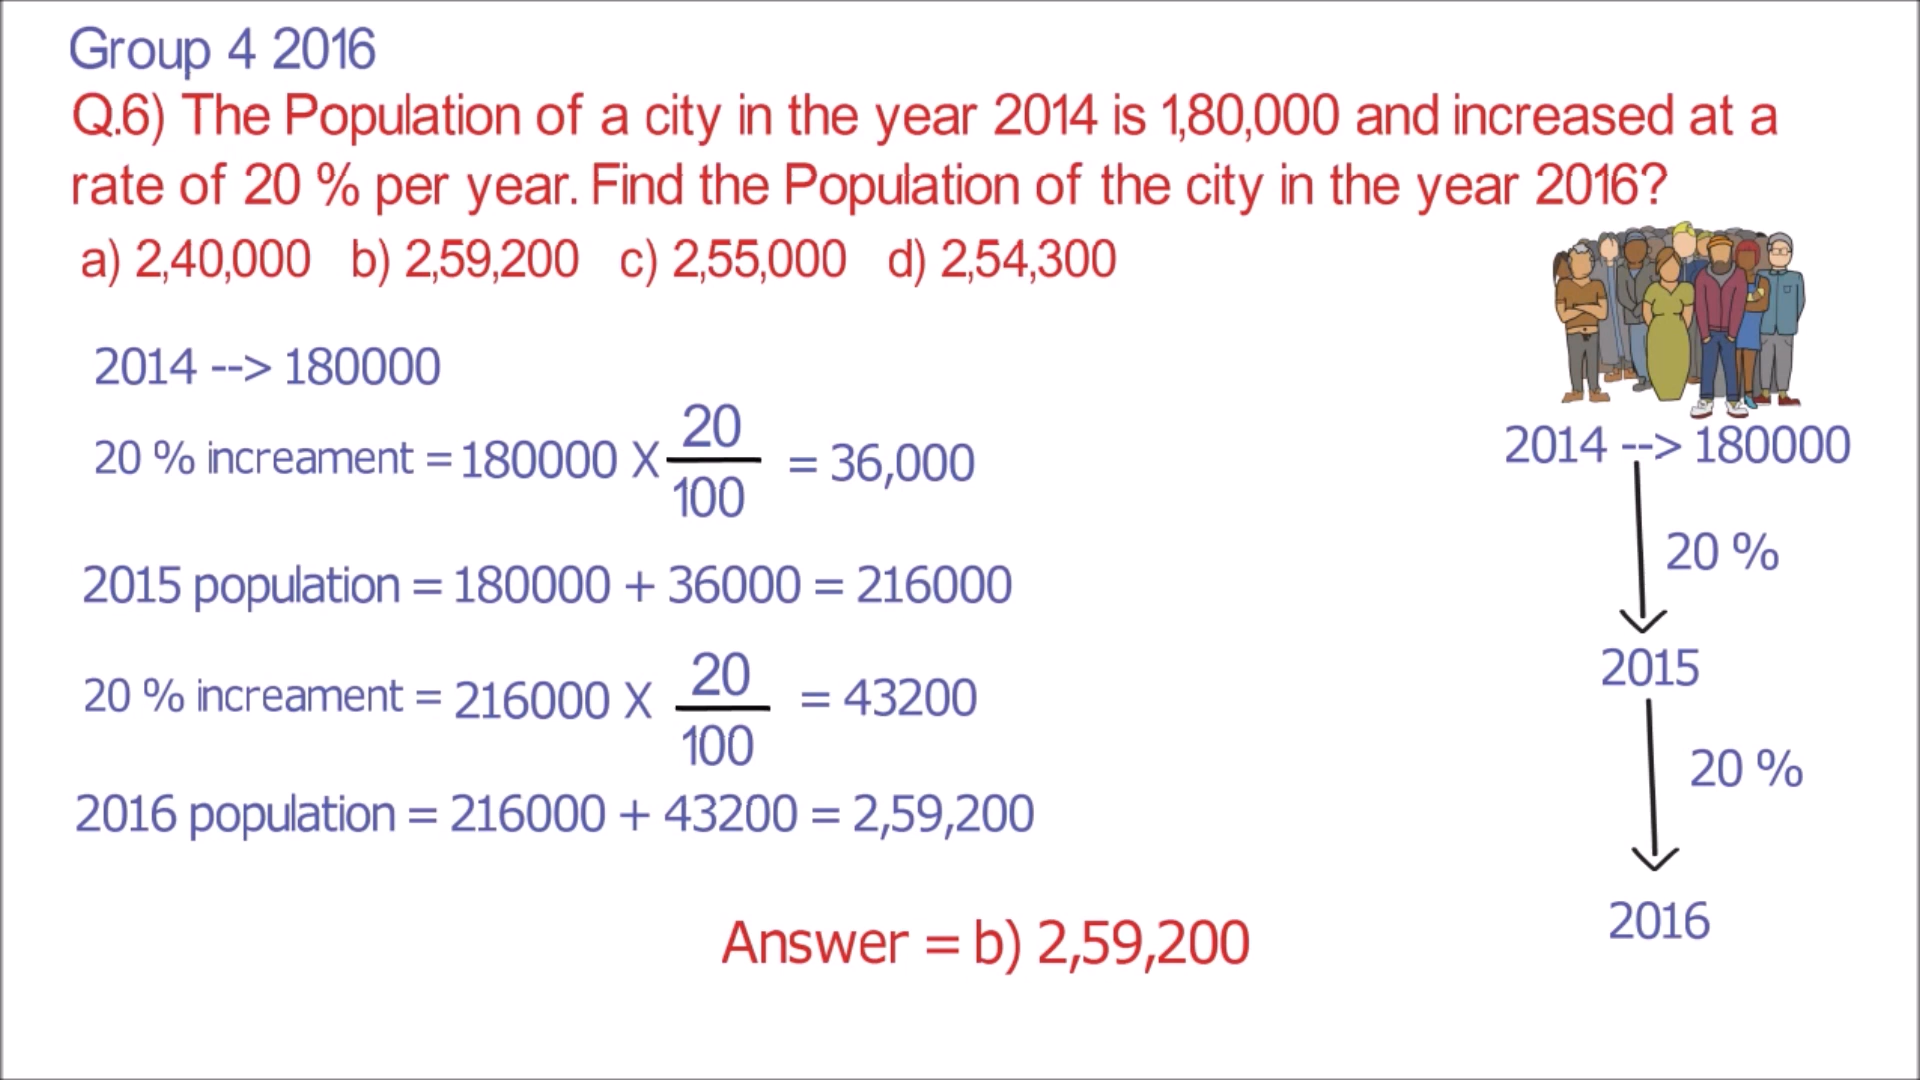 Group 4 2016
Q.6) The Population of a city in the year 2014 is 1,80,000 and increased at a
rate of 20 % per year. Find the Population of the city in the year 2016?
a) 2,40,000 b) 2,59,200 c) 2,55,000 d) 2,54,300
2014 --> 180000
20 % increament = 180000 X 20/100 = 36,000
2015 population = 180000 + 36000 = 216000
20 % increament = 216000 X 20/100 = 43200
2016 population = 216000 + 43200 = 2,59,200
Answer = b) 2,59,200
2014 --> 180000
20 %
2015
20 %
2016